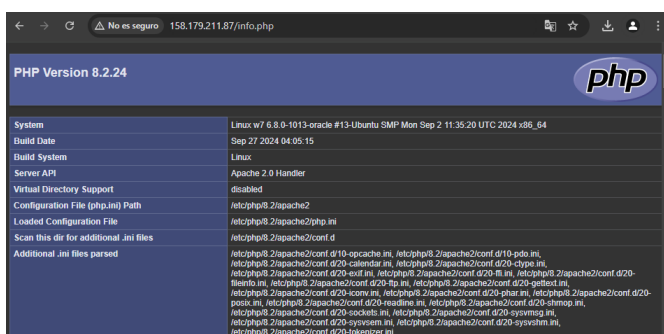 No es seguro 158.179.211.87/info.php
PHP Version 8.2.24
php
System Linux w7 6.8.0-1013-oracle #13-Ubuntu SMP Mon Sep 2 11:35:20 UTC 2024 x86_64
Build Date Sep 27 2024 04:05:15
Build System Linux
Server API Apache 2.0 Handler
Virtual Directory Support disabled
Configuration File (php.ini) Path /etc/php/8.2/apache2
Loaded Configuration File /etc/php/8.2/apache2/php.ini
Scan this dir for additional .ini files /etc/php/8.2/apache2/conf.d
Additional .ini files parsed /etc/php/8.2/apache2/conf.d/10-opcache.ini, /etc/php/8.2/apache2/conf.d/10-pdo.ini,
/etc/php/8.2/apache2/conf.d/20-calendar.ini, /etc/php/8.2/apache2/conf.d/20-ctype.ini,
/etc/php/8.2/apache2/conf.d/20-exif.ini, /etc/php/8.2/apache2/conf.d/20-ffi.ini, /etc/php/8.2/apache2/conf.d/20-
fileinfo.ini, /etc/php/8.2/apache2/conf.d/20-ftp.ini, /etc/php/8.2/apache2/conf.d/20-gettext.ini,
/etc/php/8.2/apache2/conf.d/20-iconv.ini, /etc/php/8.2/apache2/conf.d/20-phar.ini, /etc/php/8.2/apache2/conf.d/20-
posix.ini, /etc/php/8.2/apache2/conf.d/20-readline.ini, /etc/php/8.2/apache2/conf.d/20-shmop.ini,
/etc/php/8.2/apache2/conf.d/20-sockets.ini, /etc/php/8.2/apache2/conf.d/20-sysvmsg.ini,
/etc/php/8.2/apache2/conf.d/20-sysvsem.ini, /etc/php/8.2/apache2/conf.d/20-sysvshm.ini,
/etc/php/8.2/apache2/conf.d/20-tokenizer.ini